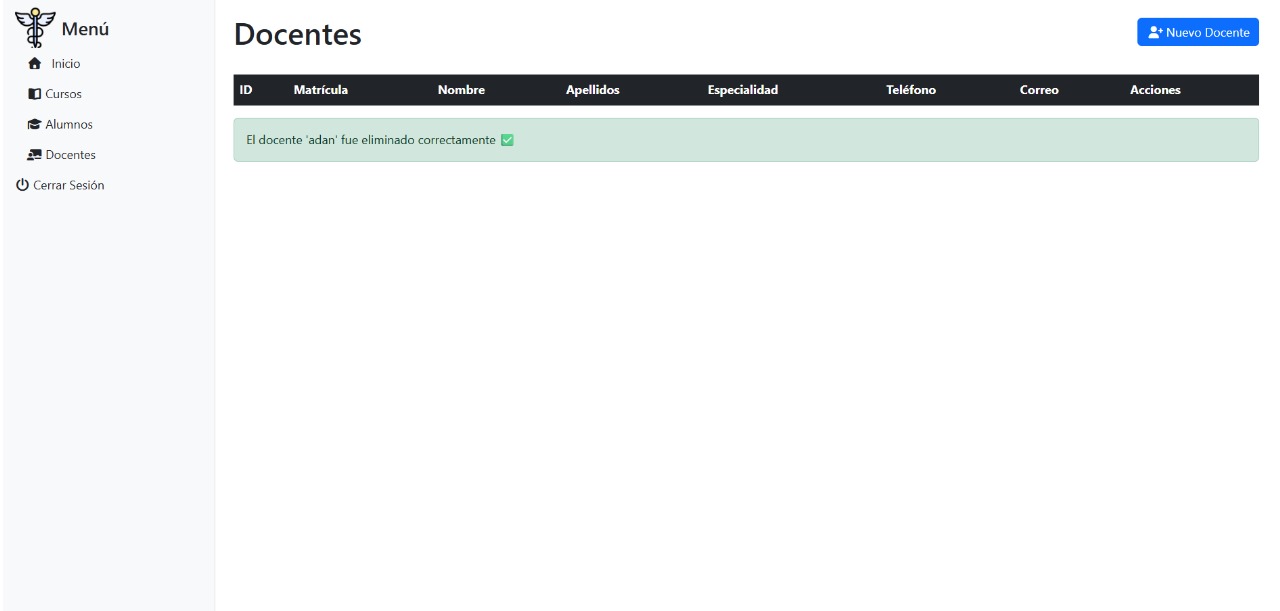 Menú
Inicio
Cursos
Alumnos
Docentes
Cerrar Sesión
Docentes
Nuevo Docente
ID Matrícula Nombre Apellidos Especialidad Teléfono Correo Acciones
El docente 'adan' fue eliminado correctamente ✅